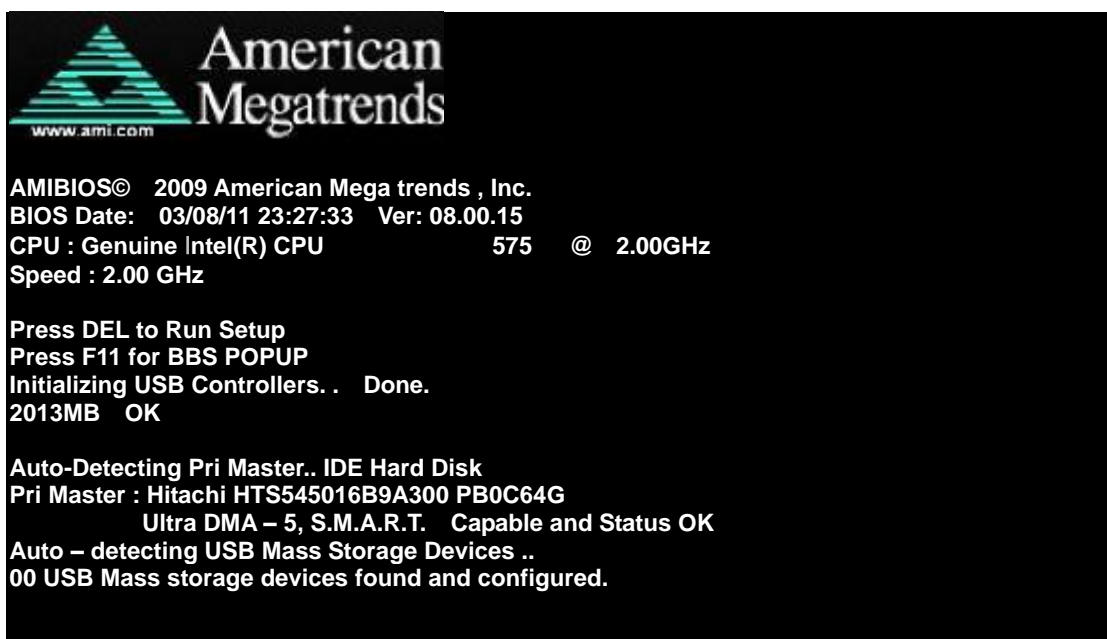 American
Megatrends
www.ami.com
AMIBIOS© 2009 American Mega trends , Inc.
BIOS Date: 03/08/11 23:27:33 Ver: 08.00.15
CPU : Genuine Intel(R) CPU 575 @ 2.00GHz
Speed : 2.00 GHz
Press DEL to Run Setup
Press F11 for BBS POPUP
Initializing USB Controllers. . Done.
2013MB OK
Auto-Detecting Pri Master.. IDE Hard Disk
Pri Master : Hitachi HTS545016B9A300 PB0C64G
Ultra DMA – 5, S.M.A.R.T. Capable and Status OK
Auto – detecting USB Mass Storage Devices ..
00 USB Mass storage devices found and configured.